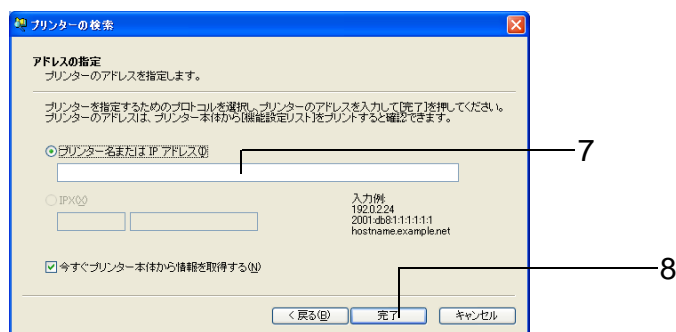 プリンターの検索
アドレスの指定
プリンターのアドレスを指定します。
プリンターを指定するためのプロトコルを選択し、プリンターのアドレスを入力して[完了]を押してください。
プリンターのアドレスは、プリンター本体から[機能設定リスト]をプリントすると確認できます。
プリンター名または IP アドレス(I)
7
IPX(X)
入力例:
192.0.2.24
2001:db8:1:1:1:1:1:1
hostname.example.net
今すぐプリンター本体から情報を取得する(N)
8
< 戻る(B)
完了
キャンセル